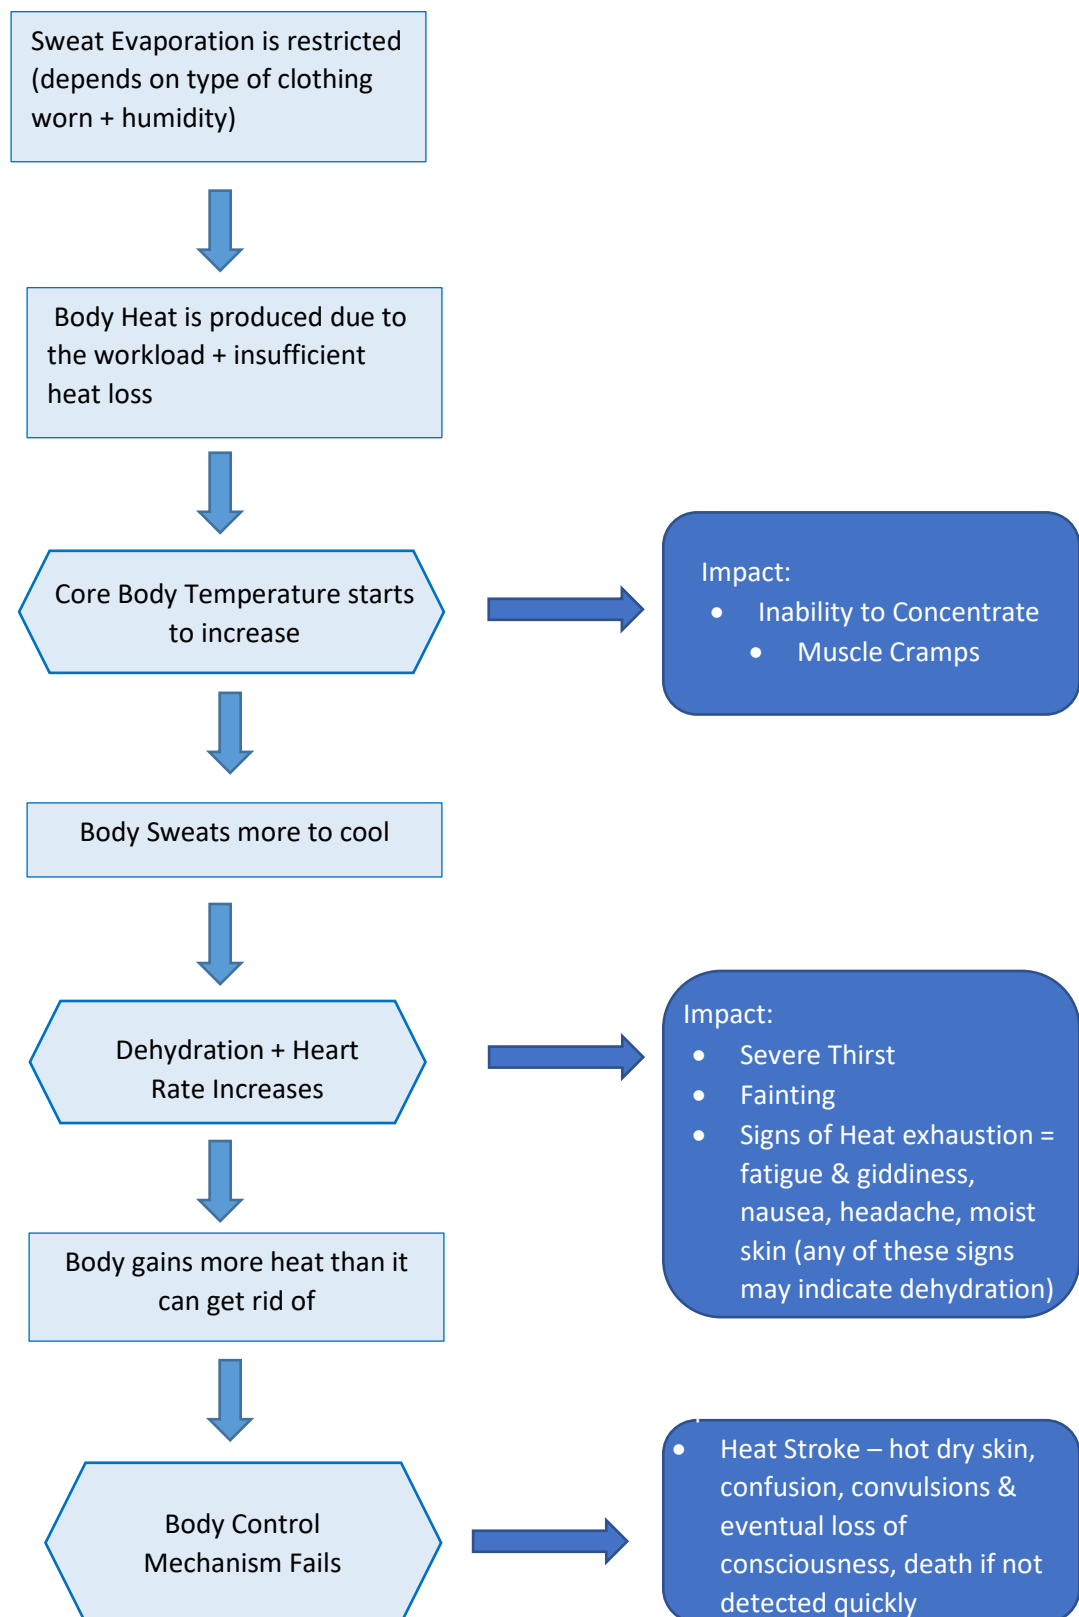 Sweat Evaporation is restricted
(depends on type of clothing
worn + humidity)
Body Heat is produced due to
the workload + insufficient
heat loss
Core Body Temperature starts
to increase
Impact:
• Inability to Concentrate
• Muscle Cramps
Body Sweats more to cool
Dehydration + Heart
Rate Increases
Impact:
• Severe Thirst
• Fainting
• Signs of Heat exhaustion =
fatigue & giddiness,
nausea, headache, moist
skin (any of these signs
may indicate dehydration)
Body gains more heat than it
can get rid of
Body Control
Mechanism Fails
• Heat Stroke – hot dry skin,
confusion, convulsions &
eventual loss of
consciousness, death if not
detected quickly